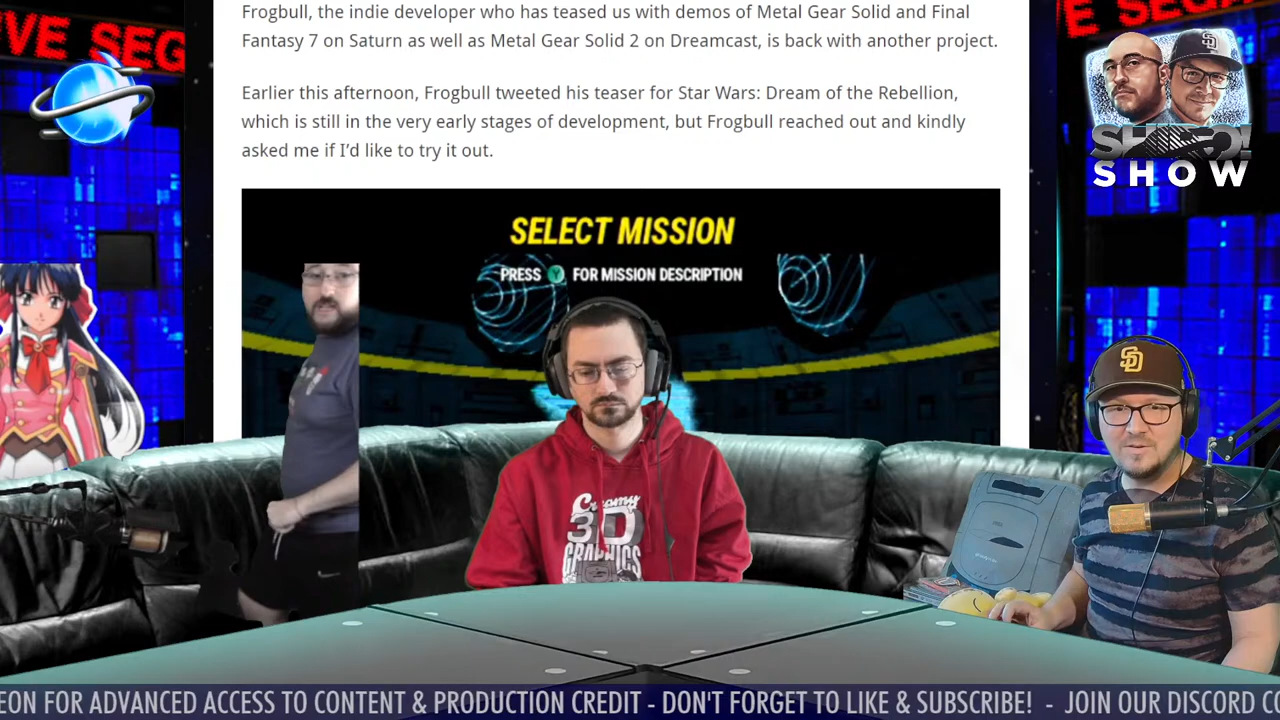 VE SEG
E SEGA
Frogbull, the indie developer who has teased us with demos of Metal Gear Solid and Final
Fantasy 7 on Saturn as well as Metal Gear Solid 2 on Dreamcast, is back with another project.
Earlier this afternoon, Frogbull tweeted his teaser for Star Wars: Dream of the Rebellion,
which is still in the very early stages of development, but Frogbull reached out and kindly
asked me if I'd like to try it out.
SHIRO!
SHOW
SELECT MISSION
PRESS Y FOR MISSION DESCRIPTION
SD
Creamy
3D
GRAPHICS
EON FOR ADVANCED ACCESS TO CONTENT & PRODUCTION CREDIT - DON'T FORGET TO LIKE & SUBSCRIBE! - JOIN OUR DISCORD CO